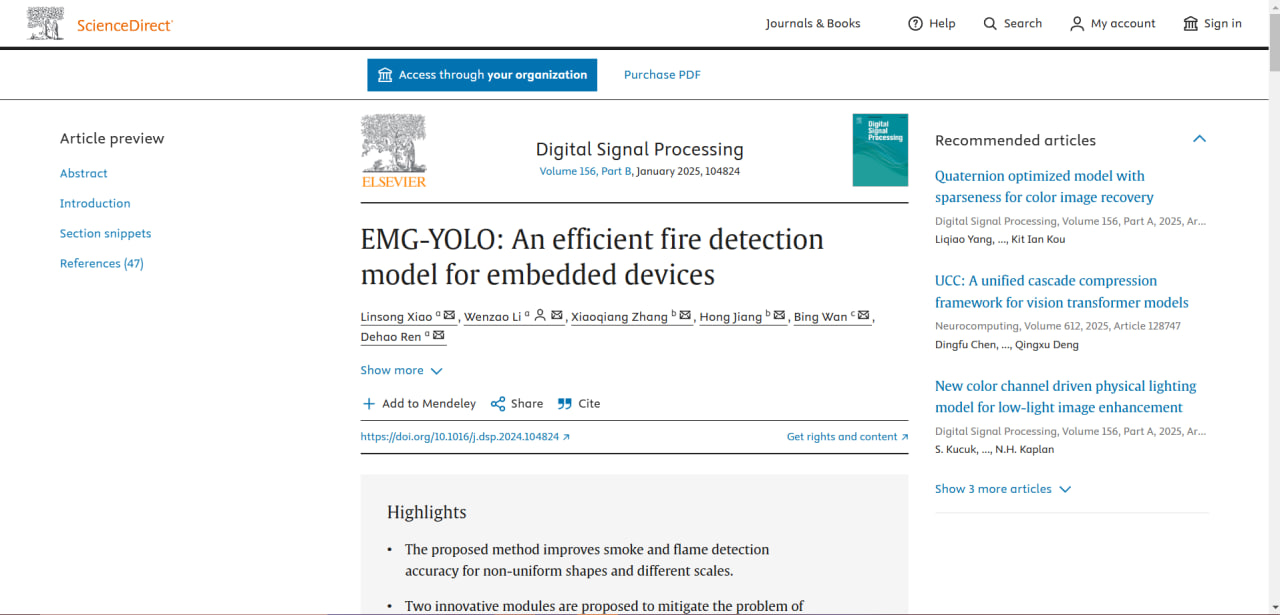 ScienceDirect
Journals & Books
Help
Search
My account
Sign in
Access through your organization
Purchase PDF
Article preview
Abstract
Introduction
Section snippets
References (47)
ELSEVIER
Digital Signal Processing
Volume 156, Part B, January 2025, 104824
Digital
Signal
Processing
EMG-YOLO: An efficient fire detection
model for embedded devices
Linsong Xiao a, Wenzao Li a, Xiaoqiang Zhang b, Hong Jiang b, Bing Wan c,
Dehao Ren a
Show more
Add to Mendeley
Share
Cite
https://doi.org/10.1016/j.dsp.2024.104824
Get rights and content
Highlights
• The proposed method improves smoke and flame detection
accuracy for non-uniform shapes and different scales.
• Two innovative modules are proposed to mitigate the problem of
Recommended articles
Quaternion optimized model with
sparseness for color image recovery
Digital Signal Processing, Volume 156, Part A, 2025, Ar...
Liqiao Yang, ..., Kit Ian Kou
UCC: A unified cascade compression
framework for vision transformer models
Neurocomputing, Volume 612, 2025, Article 128747
Dingfu Chen, ..., Qingxu Deng
New color channel driven physical lighting
model for low-light image enhancement
Digital Signal Processing, Volume 156, Part A, 2025, Ar...
S. Kucuk, ..., N.H. Kaplan
Show 3 more articles